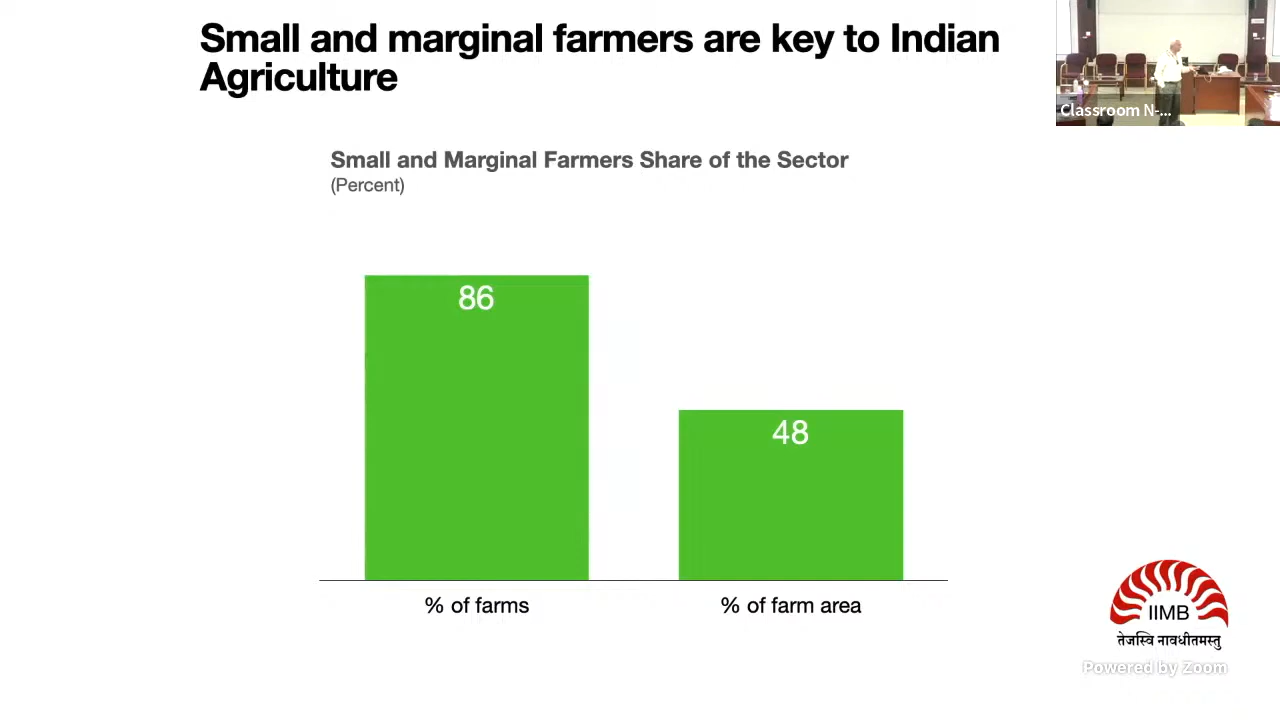 Small and marginal farmers are key to Indian
Agriculture
Classroom N-...
Small and Marginal Farmers Share of the Sector
(Percent)
86
48
% of farms
% of farm area
IIMB
तेजस्वि नावधीतमस्तु
Powered by Zoom